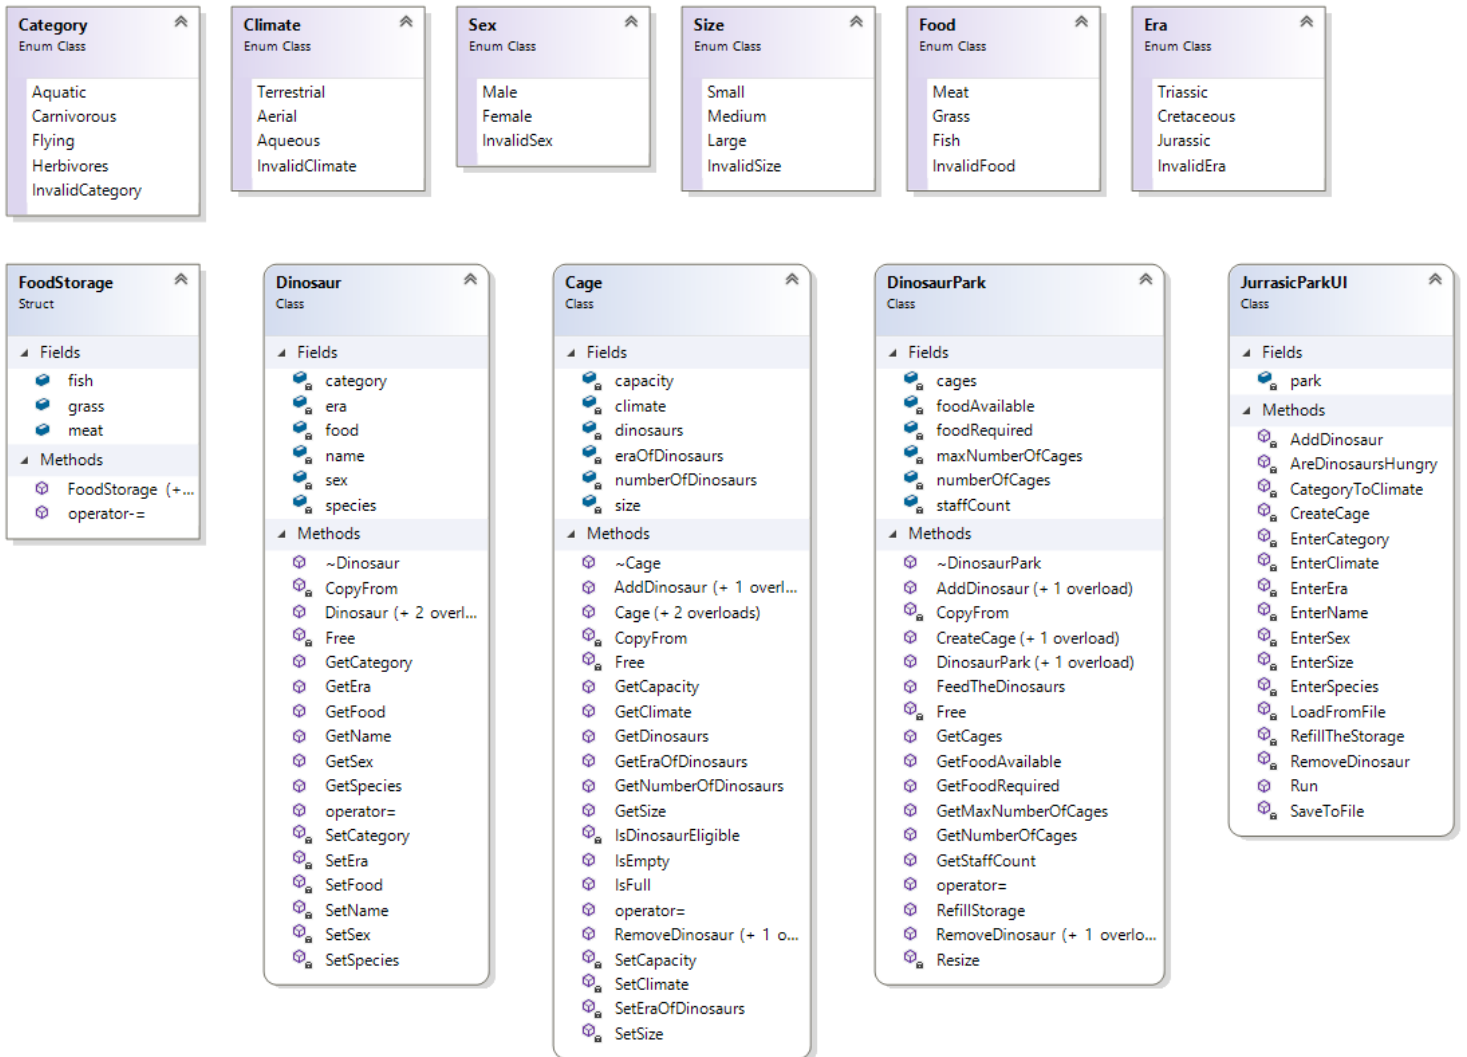 Category
Enum Class
Aquatic
Carnivorous
Flying
Herbivores
InvalidCategory
Climate
Enum Class
Terrestrial
Aerial
Aqueous
InvalidClimate
Sex
Enum Class
Male
Female
InvalidSex
Size
Enum Class
Small
Medium
Large
InvalidSize
Food
Enum Class
Meat
Grass
Fish
InvalidFood
Era
Enum Class
Triassic
Cretaceous
Jurassic
InvalidEra
FoodStorage
Struct
Fields
fish
grass
meat
Methods
FoodStorage (+...
operator-=
Dinosaur
Class
Fields
category
era
food
name
sex
species
Methods
~Dinosaur
CopyFrom
Dinosaur (+ 2 overl...
Free
GetCategory
GetEra
GetFood
GetName
GetSex
GetSpecies
operator=
SetCategory
SetEra
SetFood
SetName
SetSex
SetSpecies
Cage
Class
Fields
capacity
climate
dinosaurs
eraOfDinosaurs
numberOfDinosaurs
size
Methods
~Cage
AddDinosaur (+ 1 overl...
Cage (+ 2 overloads)
CopyFrom
Free
GetCapacity
GetClimate
GetDinosaurs
GetEraOfDinosaurs
GetNumberOfDinosaurs
GetSize
IsDinosaurEligible
IsEmpty
IsFull
operator=
RemoveDinosaur (+ 1 o...
SetCapacity
SetClimate
SetEraOfDinosaurs
SetSize
DinosaurPark
Class
Fields
cages
foodAvailable
foodRequired
maxNumberOfCages
numberOfCages
staffCount
Methods
~DinosaurPark
AddDinosaur (+ 1 overload)
CopyFrom
CreateCage (+ 1 overload)
DinosaurPark (+ 1 overload)
FeedTheDinosaurs
Free
GetCages
GetFoodAvailable
GetFoodRequired
GetMaxNumberOfCages
GetNumberOfCages
GetStaffCount
operator=
RefillStorage
RemoveDinosaur (+ 1 overlo...
Resize
JurrasicParkUI
Class
Fields
park
Methods
AddDinosaur
AreDinosaursHungry
CategoryToClimate
CreateCage
EnterCategory
EnterClimate
EnterEra
EnterName
EnterSex
EnterSize
EnterSpecies
LoadFromFile
RefillTheStorage
RemoveDinosaur
Run
SaveToFile